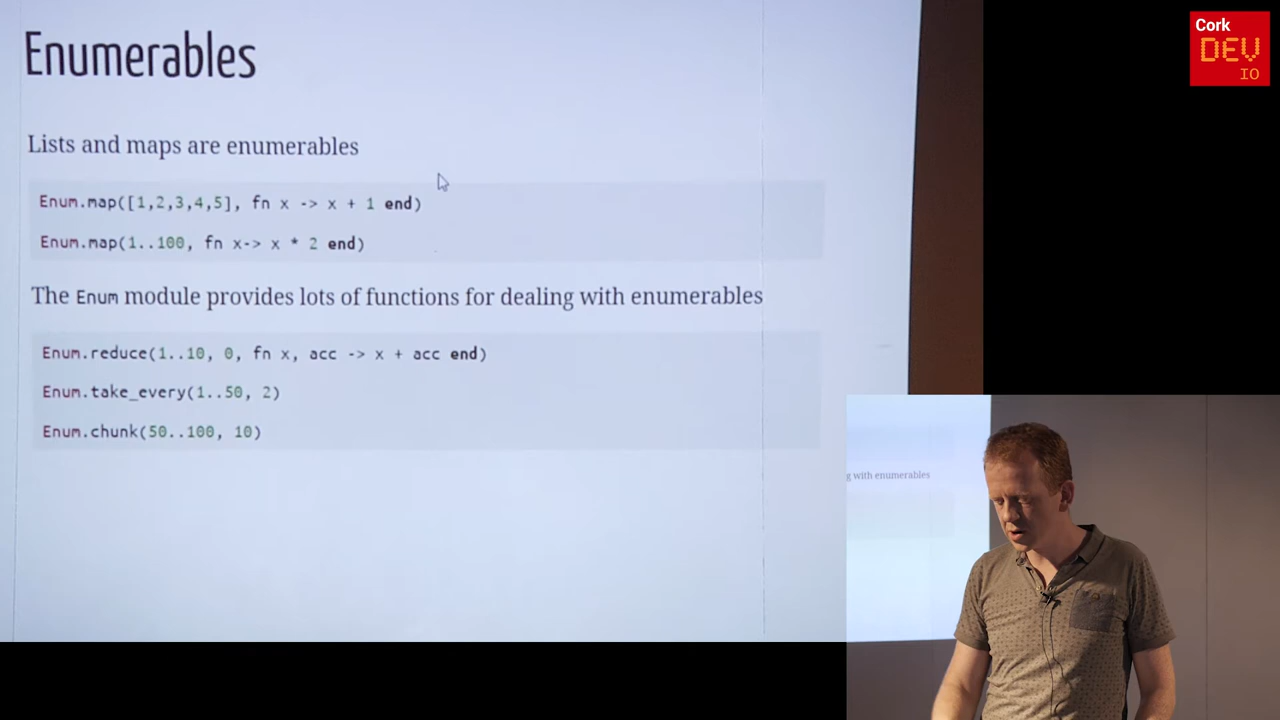 Enumerables
Cork
DEV
IO
Lists and maps are enumerables
Enum.map([1,2,3,4,5], fn x -> x + 1 end)
Enum.map(1..100, fn x-> x * 2 end)
The Enum module provides lots of functions for dealing with enumerables
Enum.reduce(1..10, 0, fn x, acc -> x + acc end)
Enum.take_every(1..50, 2)
Enum.chunk(50..100, 10)
g with enumerables